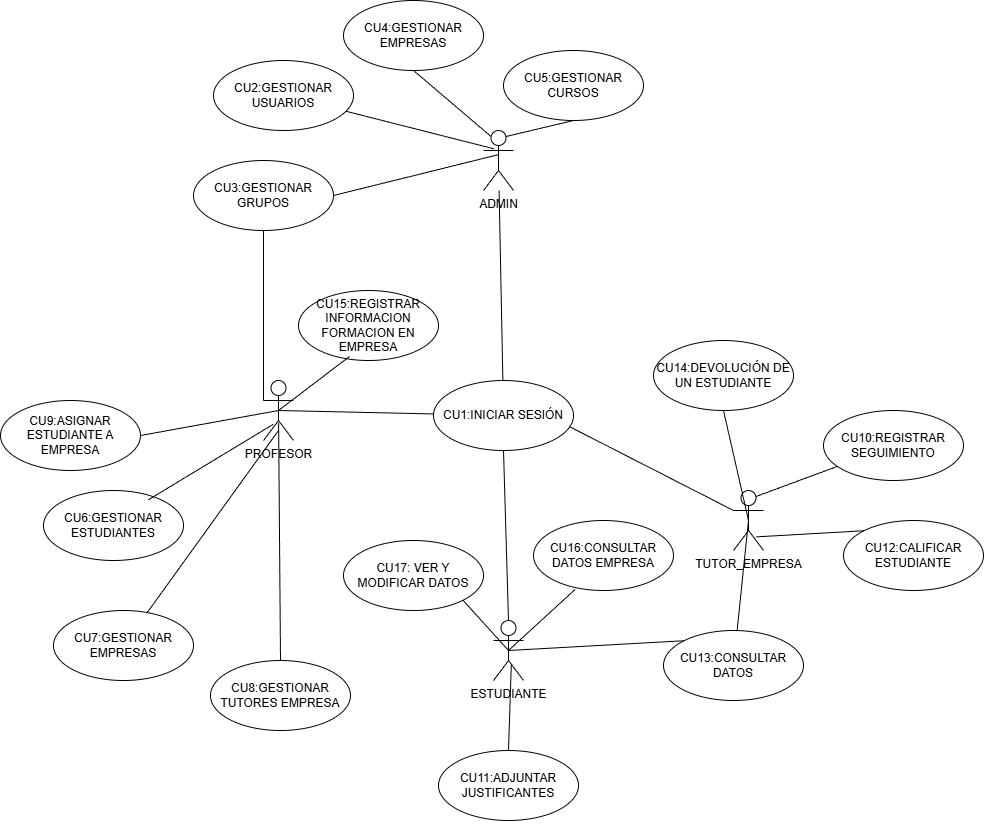 CU4:GESTIONAR
EMPRESAS
CU2:GESTIONAR
USUARIOS
CU5:GESTIONAR
CURSOS
CU3:GESTIONAR
GRUPOS
ADMIN
CU15:REGISTRAR
INFORMACION
FORMACION EN
EMPRESA
CU14:DEVOLUCIÓN DE
UN ESTUDIANTE
CU1:INICIAR SESIÓN
CU9:ASIGNAR
ESTUDIANTE A
EMPRESA
PROFESOR
CU10:REGISTRAR
SEGUIMIENTO
CU6:GESTIONAR
ESTUDIANTES
CU16:CONSULTAR
DATOS EMPRESA
CU12:CALIFICAR
ESTUDIANTE
TUTOR_EMPRESA
CU17: VER Y
MODIFICAR DATOS
CU7:GESTIONAR
EMPRESAS
CU13:CONSULTAR
DATOS
CU8:GESTIONAR
TUTORES EMPRESA
ESTUDIANTE
CU11:ADJUNTAR
JUSTIFICANTES